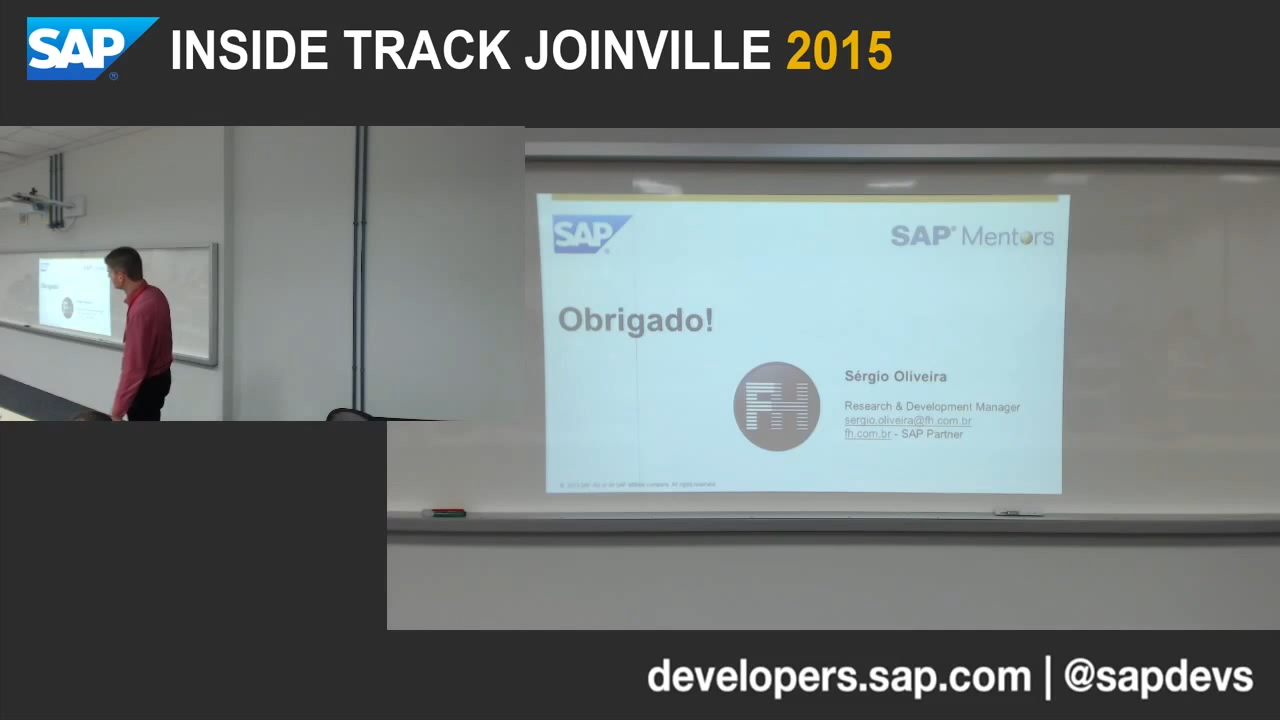 SAP INSIDE TRACK JOINVILLE 2015
SAP
SAP Mentors
Obrigado!
FH
Sérgio Oliveira
Research & Development Manager
sergio.oliveira@fh.com.br
fh.com.br - SAP Partner
developers.sap.com | @sapdevs